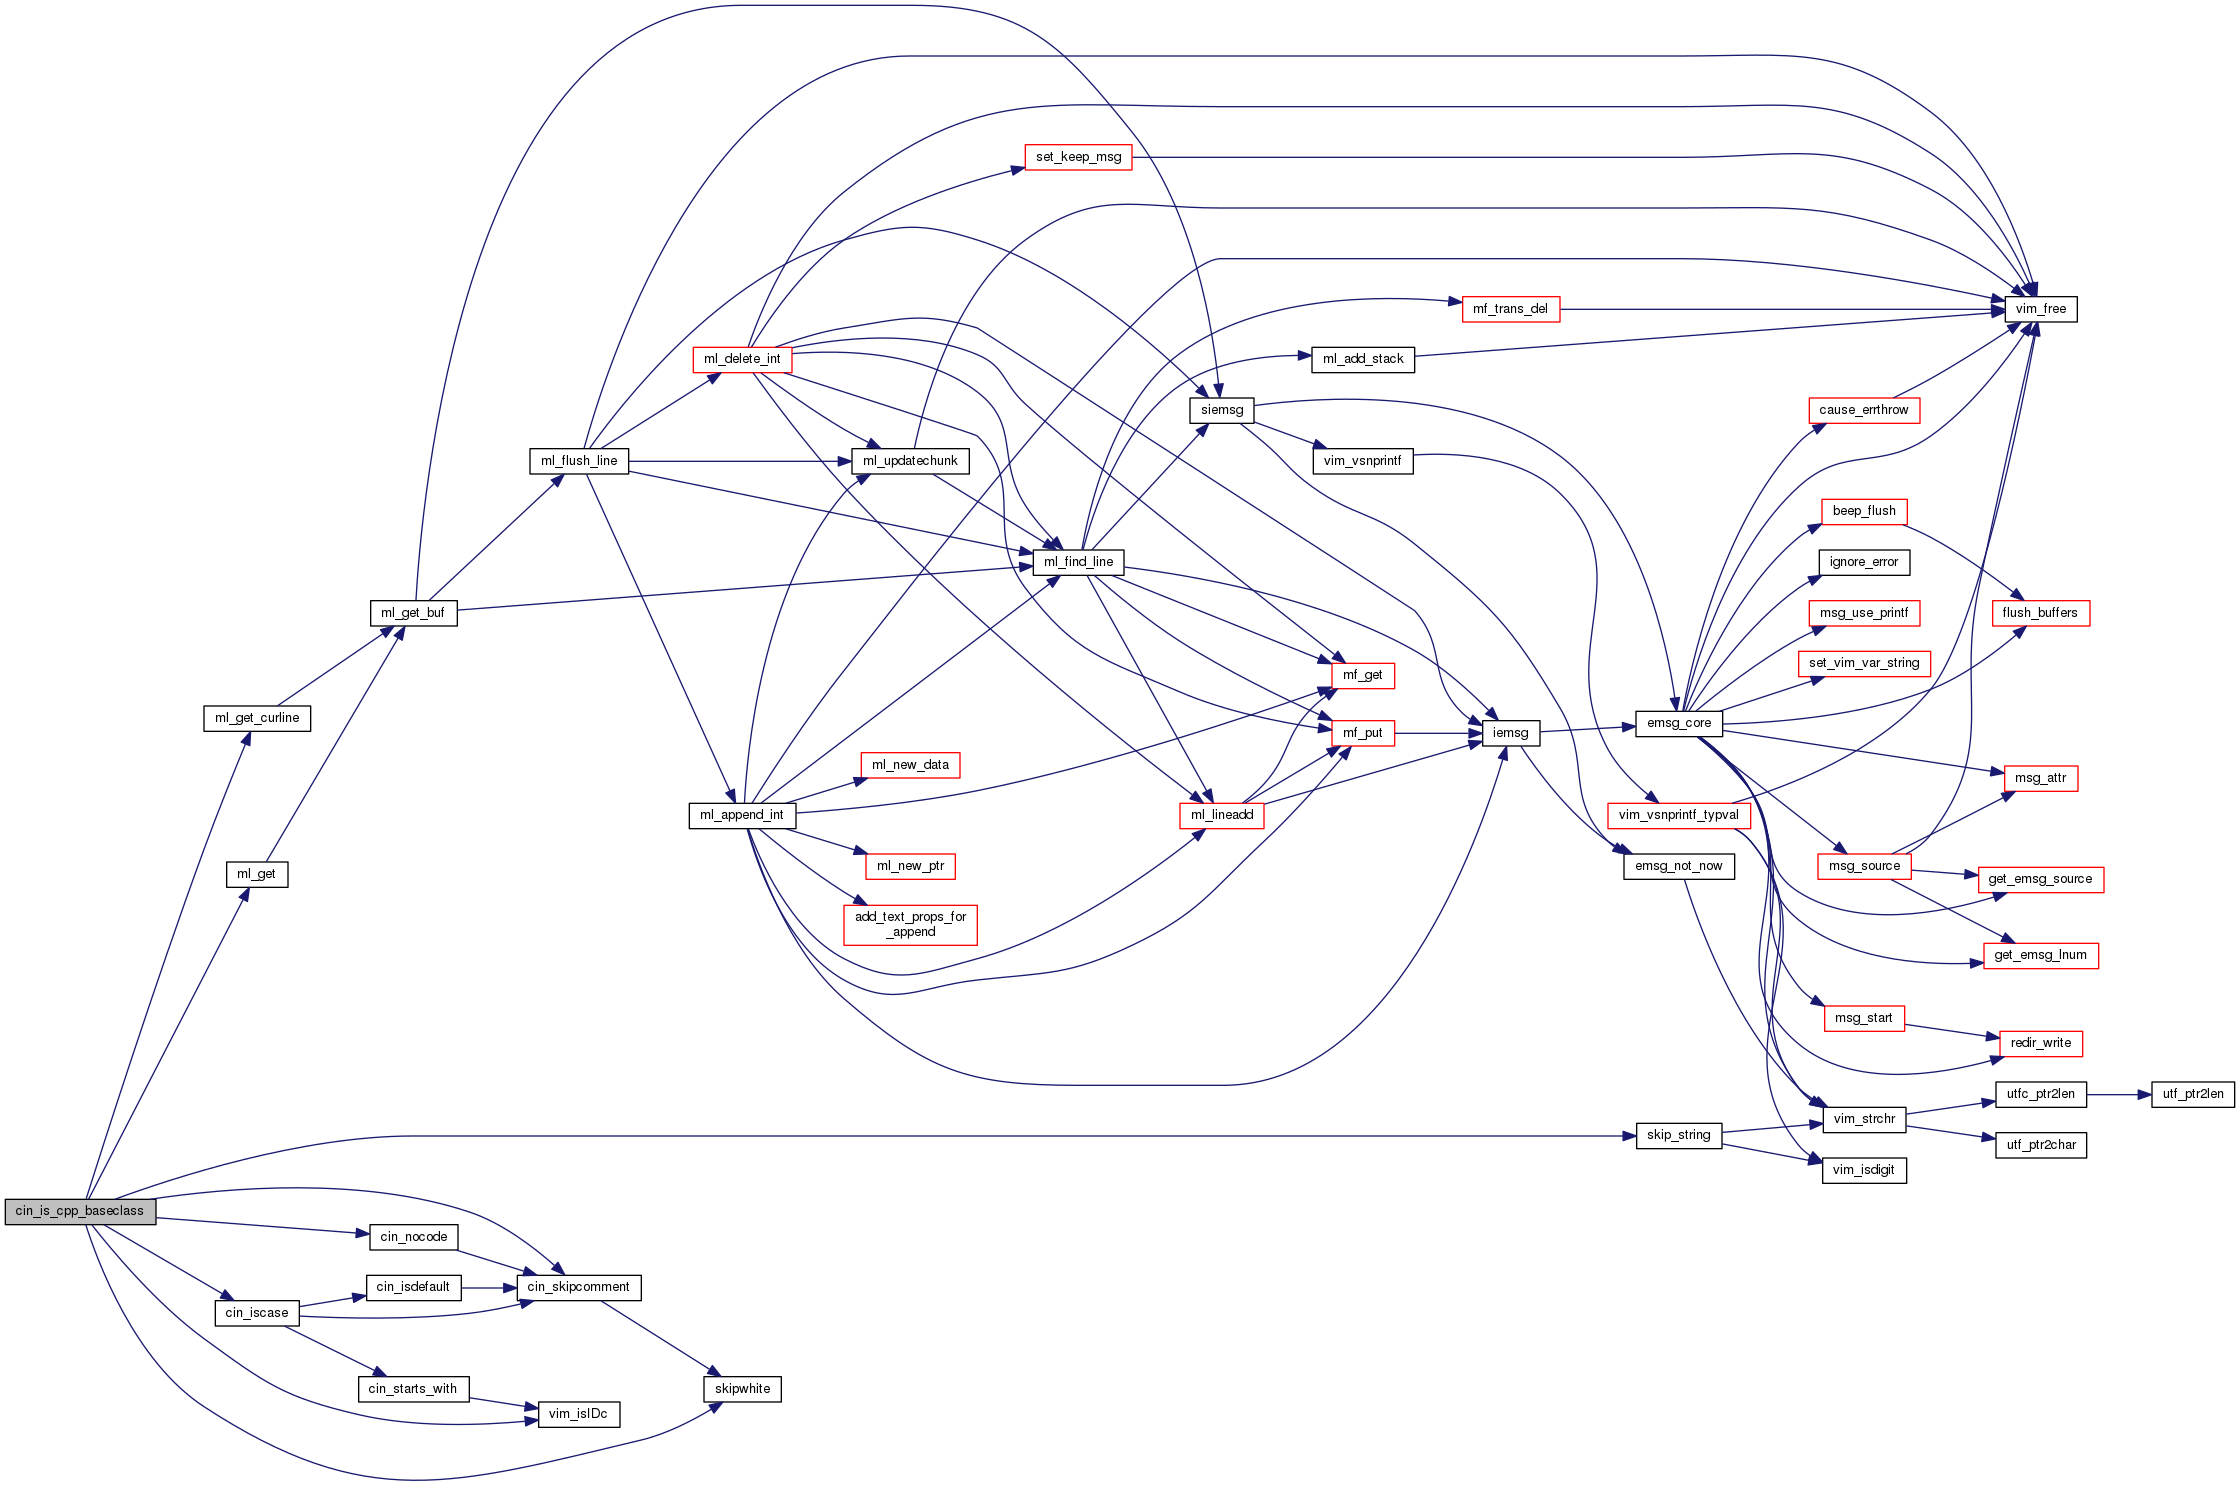 set_keep_msg
mf_trans_del
vim_free
ml_delete_int
ml_add_stack
siemsg
cause_errthrow
ml_flush_line
ml_updatechunk
vim_vsnprintf
beep_flush
ml_find_line
ignore_error
ml_get_buf
msg_use_printf
flush_buffers
mf_get
set_vim_var_string
ml_get_curline
mf_put
iemsg
emsg_core
ml_new_data
msg_attr
ml_append_int
ml_lineadd
vim_vsnprintf_typval
ml_get
ml_new_ptr
emsg_not_now
msg_source
get_emsg_source
add_text_props_for
_append
get_emsg_lnum
msg_start
redir_write
utfc_ptr2len
utf_ptr2len
vim_strchr
skip_string
utf_ptr2char
vim_isdigit
cin_is_cpp_baseclass
cin_nocode
cin_isdefault
cin_skipcomment
cin_iscase
cin_starts_with
skipwhite
vim_isIDc